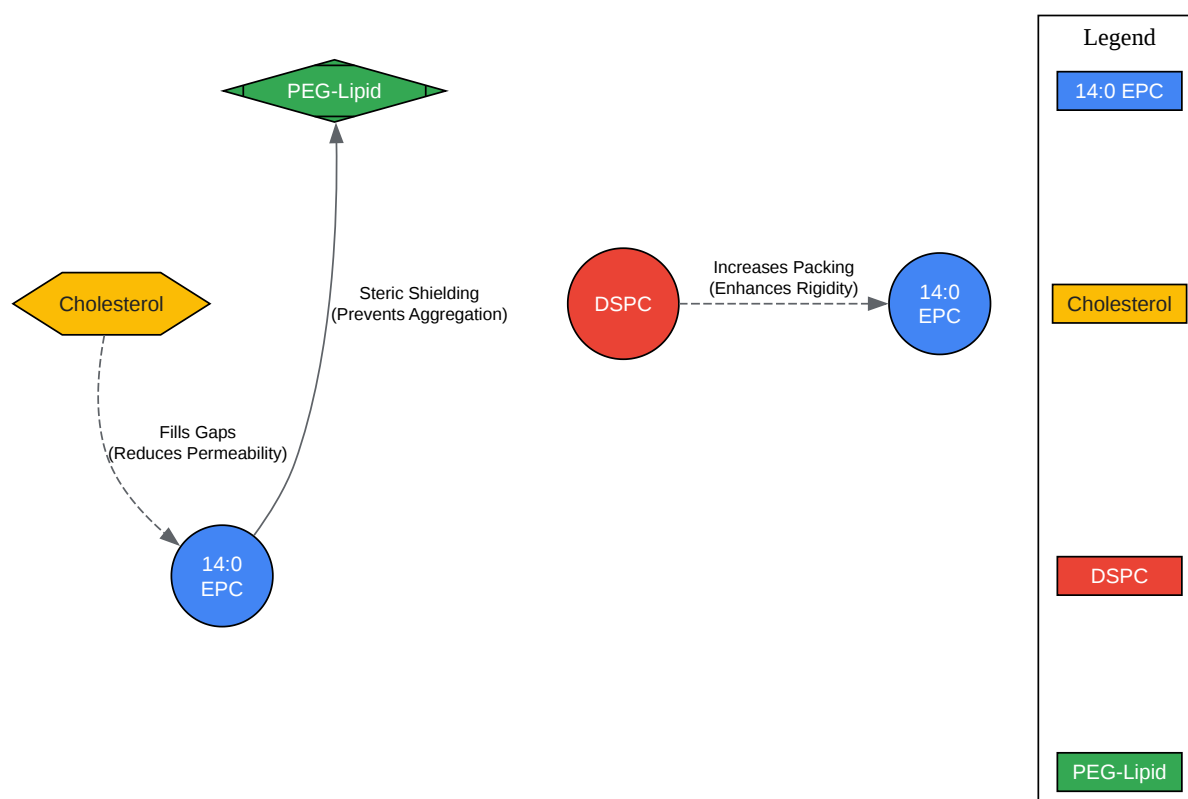 PEG-Lipid
Cholesterol
Steric Shielding
(Prevents Aggregation)
Fills Gaps
(Reduces Permeability)
14:0
EPC
DSPC
Increases Packing
(Enhances Rigidity)
14:0
EPC
Legend
14:0 EPC
Cholesterol
DSPC
PEG-Lipid